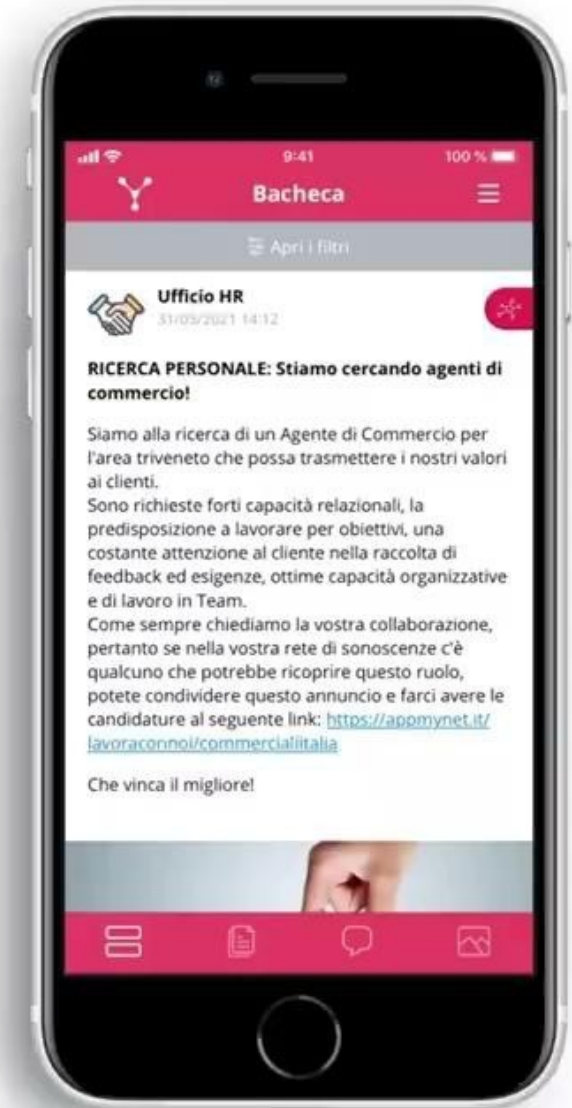 9:41
100 %
Bacheca
Apri i filtri
Ufficio HR
31/03/2021 14:12
RICERCA PERSONALE: Stiamo cercando agenti di
commercio!
Siamo alla ricerca di un Agente di Commercio per
l'area triveneto che possa trasmettere i nostri valori
ai clienti.
Sono richieste forti capacità relazionali, la
predisposizione a lavorare per obiettivi, una
costante attenzione al cliente nella raccolta di
feedback ed esigenze, ottime capacità organizzative
e di lavoro in Team.
Come sempre chiediamo la vostra collaborazione,
pertanto se nella vostra rete di sonoscenze c'è
qualcuno che potrebbe ricoprire questo ruolo,
potete condividere questo annuncio e farci avere le
candidature al seguente link: https://appmynet.it/
lavoraconnoi/commercialiitalia
Che vinca il migliore!